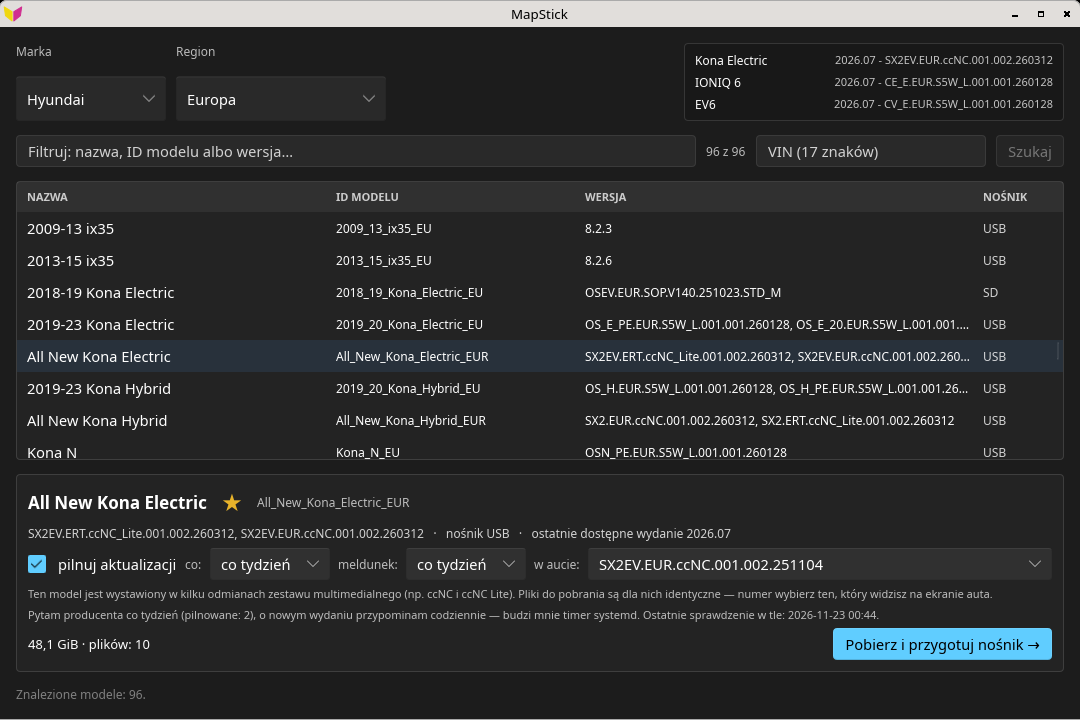 MapStick
Marka
Region
Hyundai
Europa
Kona Electric 2026.07 - SX2EV.EUR.ccNC.001.002.260312
IONIQ 6 2026.07 - CE_E.EUR.S5W_L.001.001.260128
EV6 2026.07 - CV_E.EUR.S5W_L.001.001.260128
Filtruj: nazwa, ID modelu albo wersja...
96 z 96
VIN (17 znaków)
Szukaj
NAZWA ID MODELU WERSJA NOŚNIK
2009-13 ix35 2009_13_ix35_EU 8.2.3 USB
2013-15 ix35 2013_15_ix35_EU 8.2.6 USB
2018-19 Kona Electric 2018_19_Kona_Electric_EU OSEV.EUR.SOP.V140.251023.STD_M SD
2019-23 Kona Electric 2019_20_Kona_Electric_EU OS_E_PE.EUR.S5W_L.001.001.260128, OS_E_20.EUR.S5W_L.001.001.... USB
All New Kona Electric All_New_Kona_Electric_EUR SX2EV.ERT.ccNC_Lite.001.002.260312, SX2EV.EUR.ccNC.001.002.260... USB
2019-23 Kona Hybrid 2019_20_Kona_Hybrid_EU OS_H.EUR.S5W_L.001.001.260128, OS_H_PE.EUR.S5W_L.001.001.26... USB
All New Kona Hybrid All_New_Kona_Hybrid_EUR SX2.EUR.ccNC.001.002.260312, SX2.ERT.ccNC_Lite.001.002.260312 USB
Kona N Kona_N_EU OSN_PE.EUR.S5W_L.001.001.260128 USB
All New Kona Electric ★ All_New_Kona_Electric_EUR
SX2EV.ERT.ccNC_Lite.001.002.260312, SX2EV.EUR.ccNC.001.002.260312 · nośnik USB · ostatnie dostępne wydanie 2026.07
pilnuj aktualizacji co: co tydzień meldunek: co tydzień w aucie: SX2EV.EUR.ccNC.001.002.251104
Ten model jest wystawiony w kilku odmianach zestawu multimedialnego (np. ccNC i ccNC Lite). Pliki do pobrania są dla nich identyczne — numer wybierz ten, który widzisz na ekranie auta.
Pytam producenta co tydzień (pilnowane: 2), o nowym wydaniu przypominam codziennie — budzi mnie timer systemd. Ostatnie sprawdzenie w tle: 2026-11-23 00:44.
48,1 GiB · plików: 10
Pobierz i przygotuj nośnik →
Znalezione modele: 96.